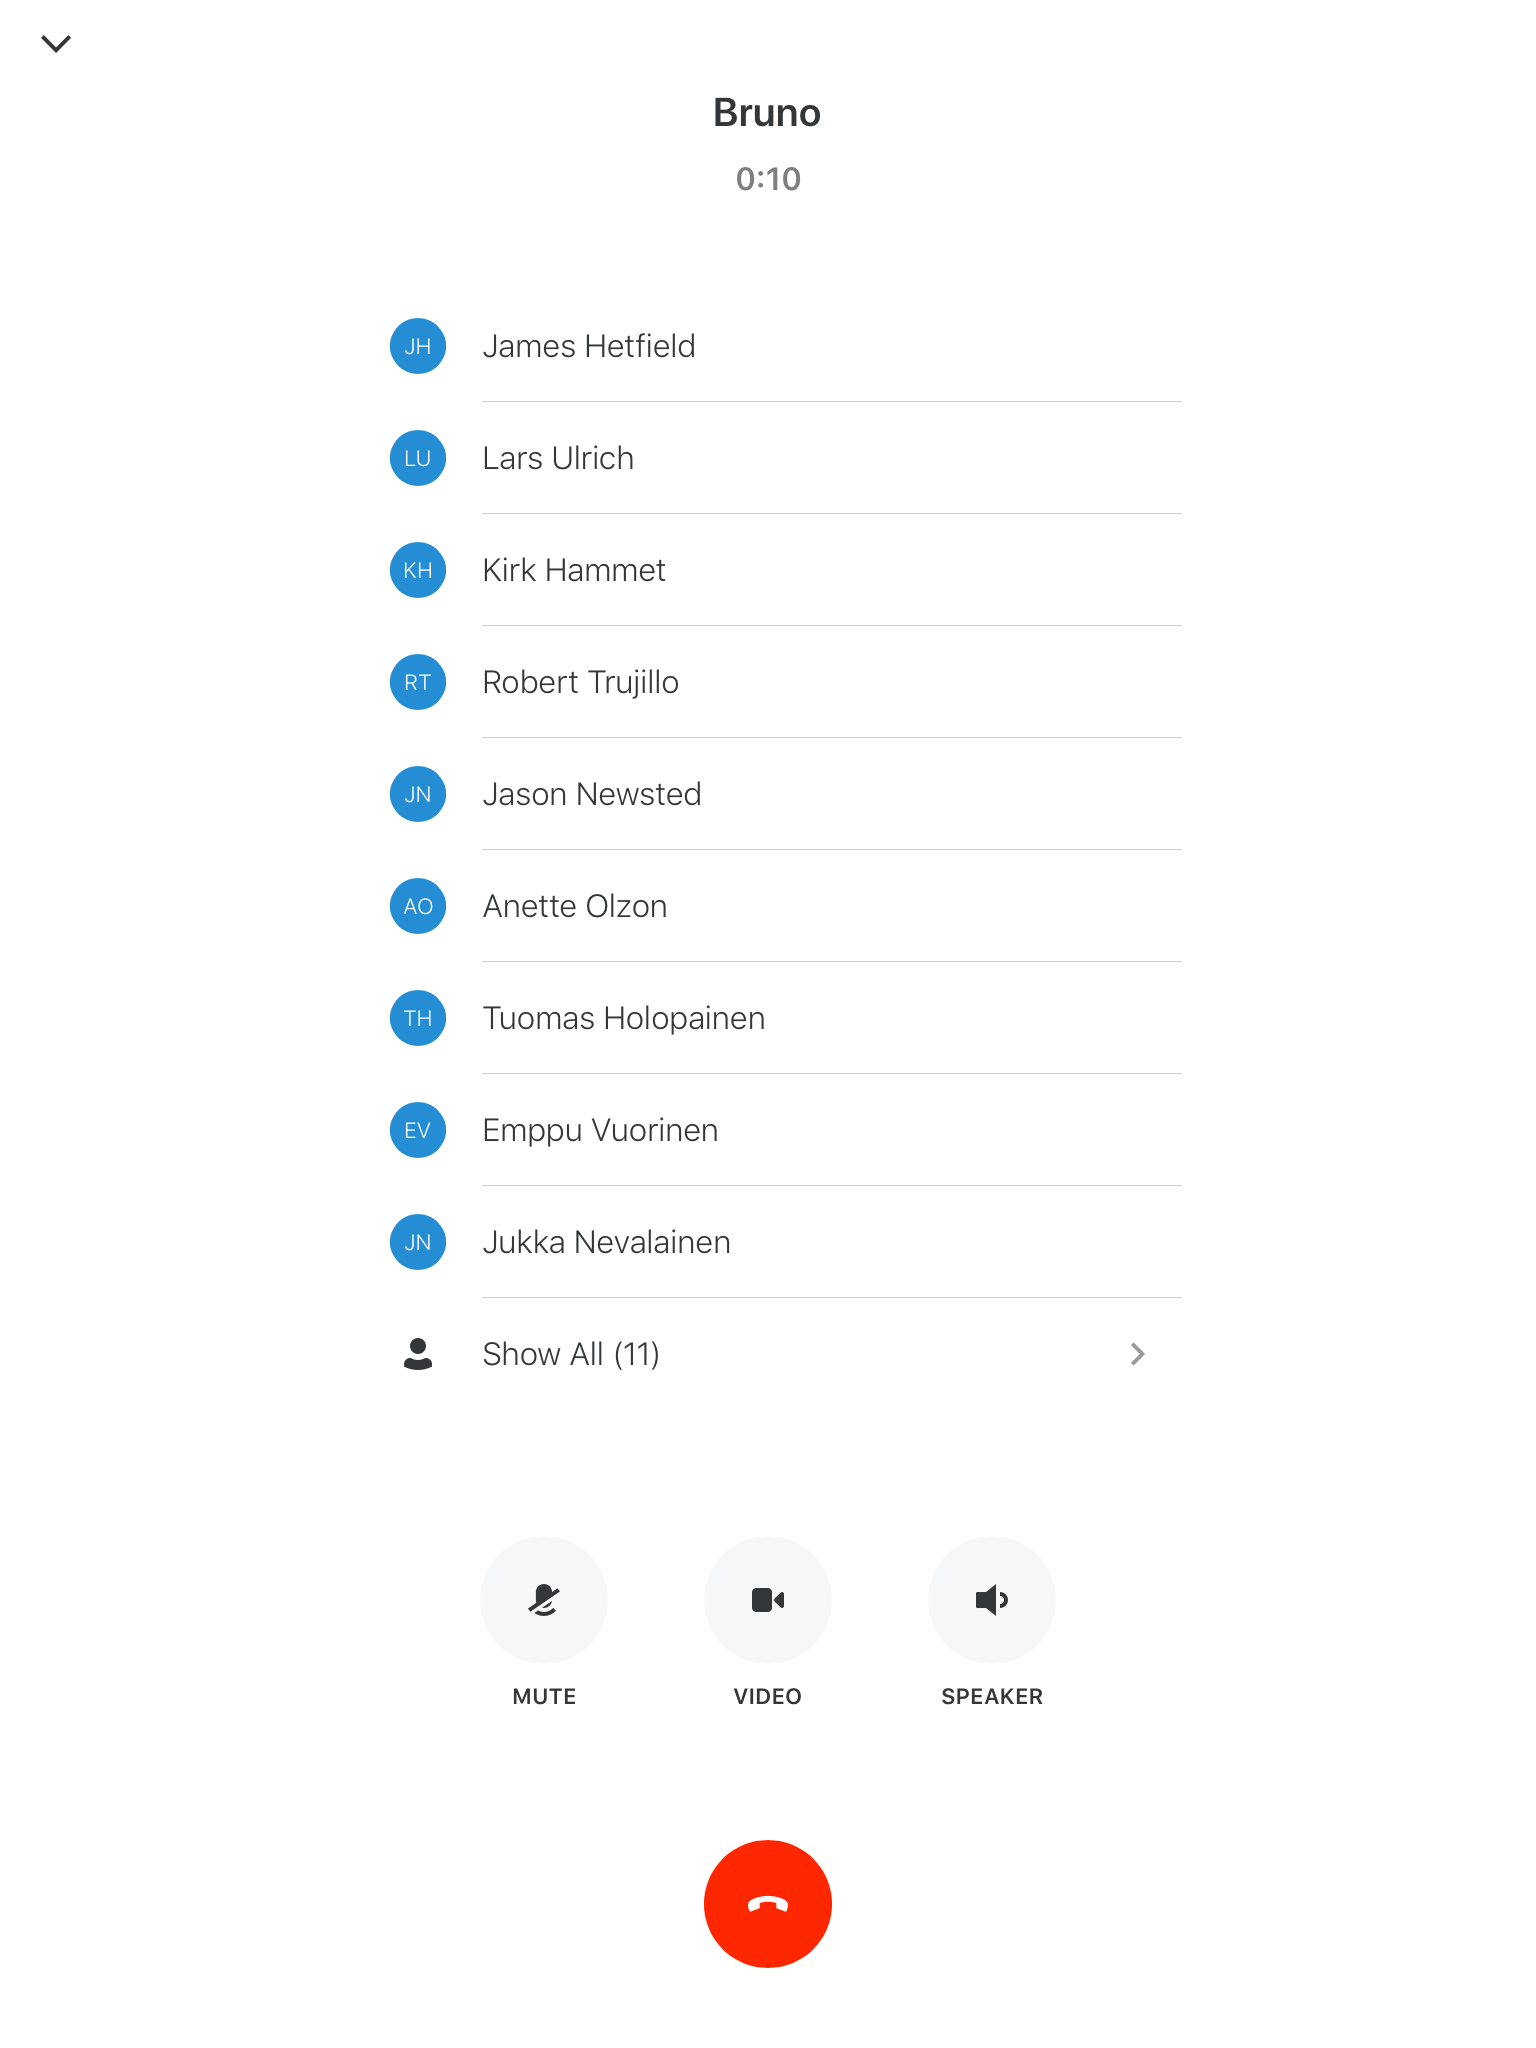 Bruno
0:10
JH James Hetfield
LU Lars Ulrich
KH Kirk Hammet
RT Robert Trujillo
JN Jason Newsted
AO Anette Olzon
TH Tuomas Holopainen
EV Emppu Vuorinen
JN Jukka Nevalainen
Show All (11)
MUTE VIDEO SPEAKER